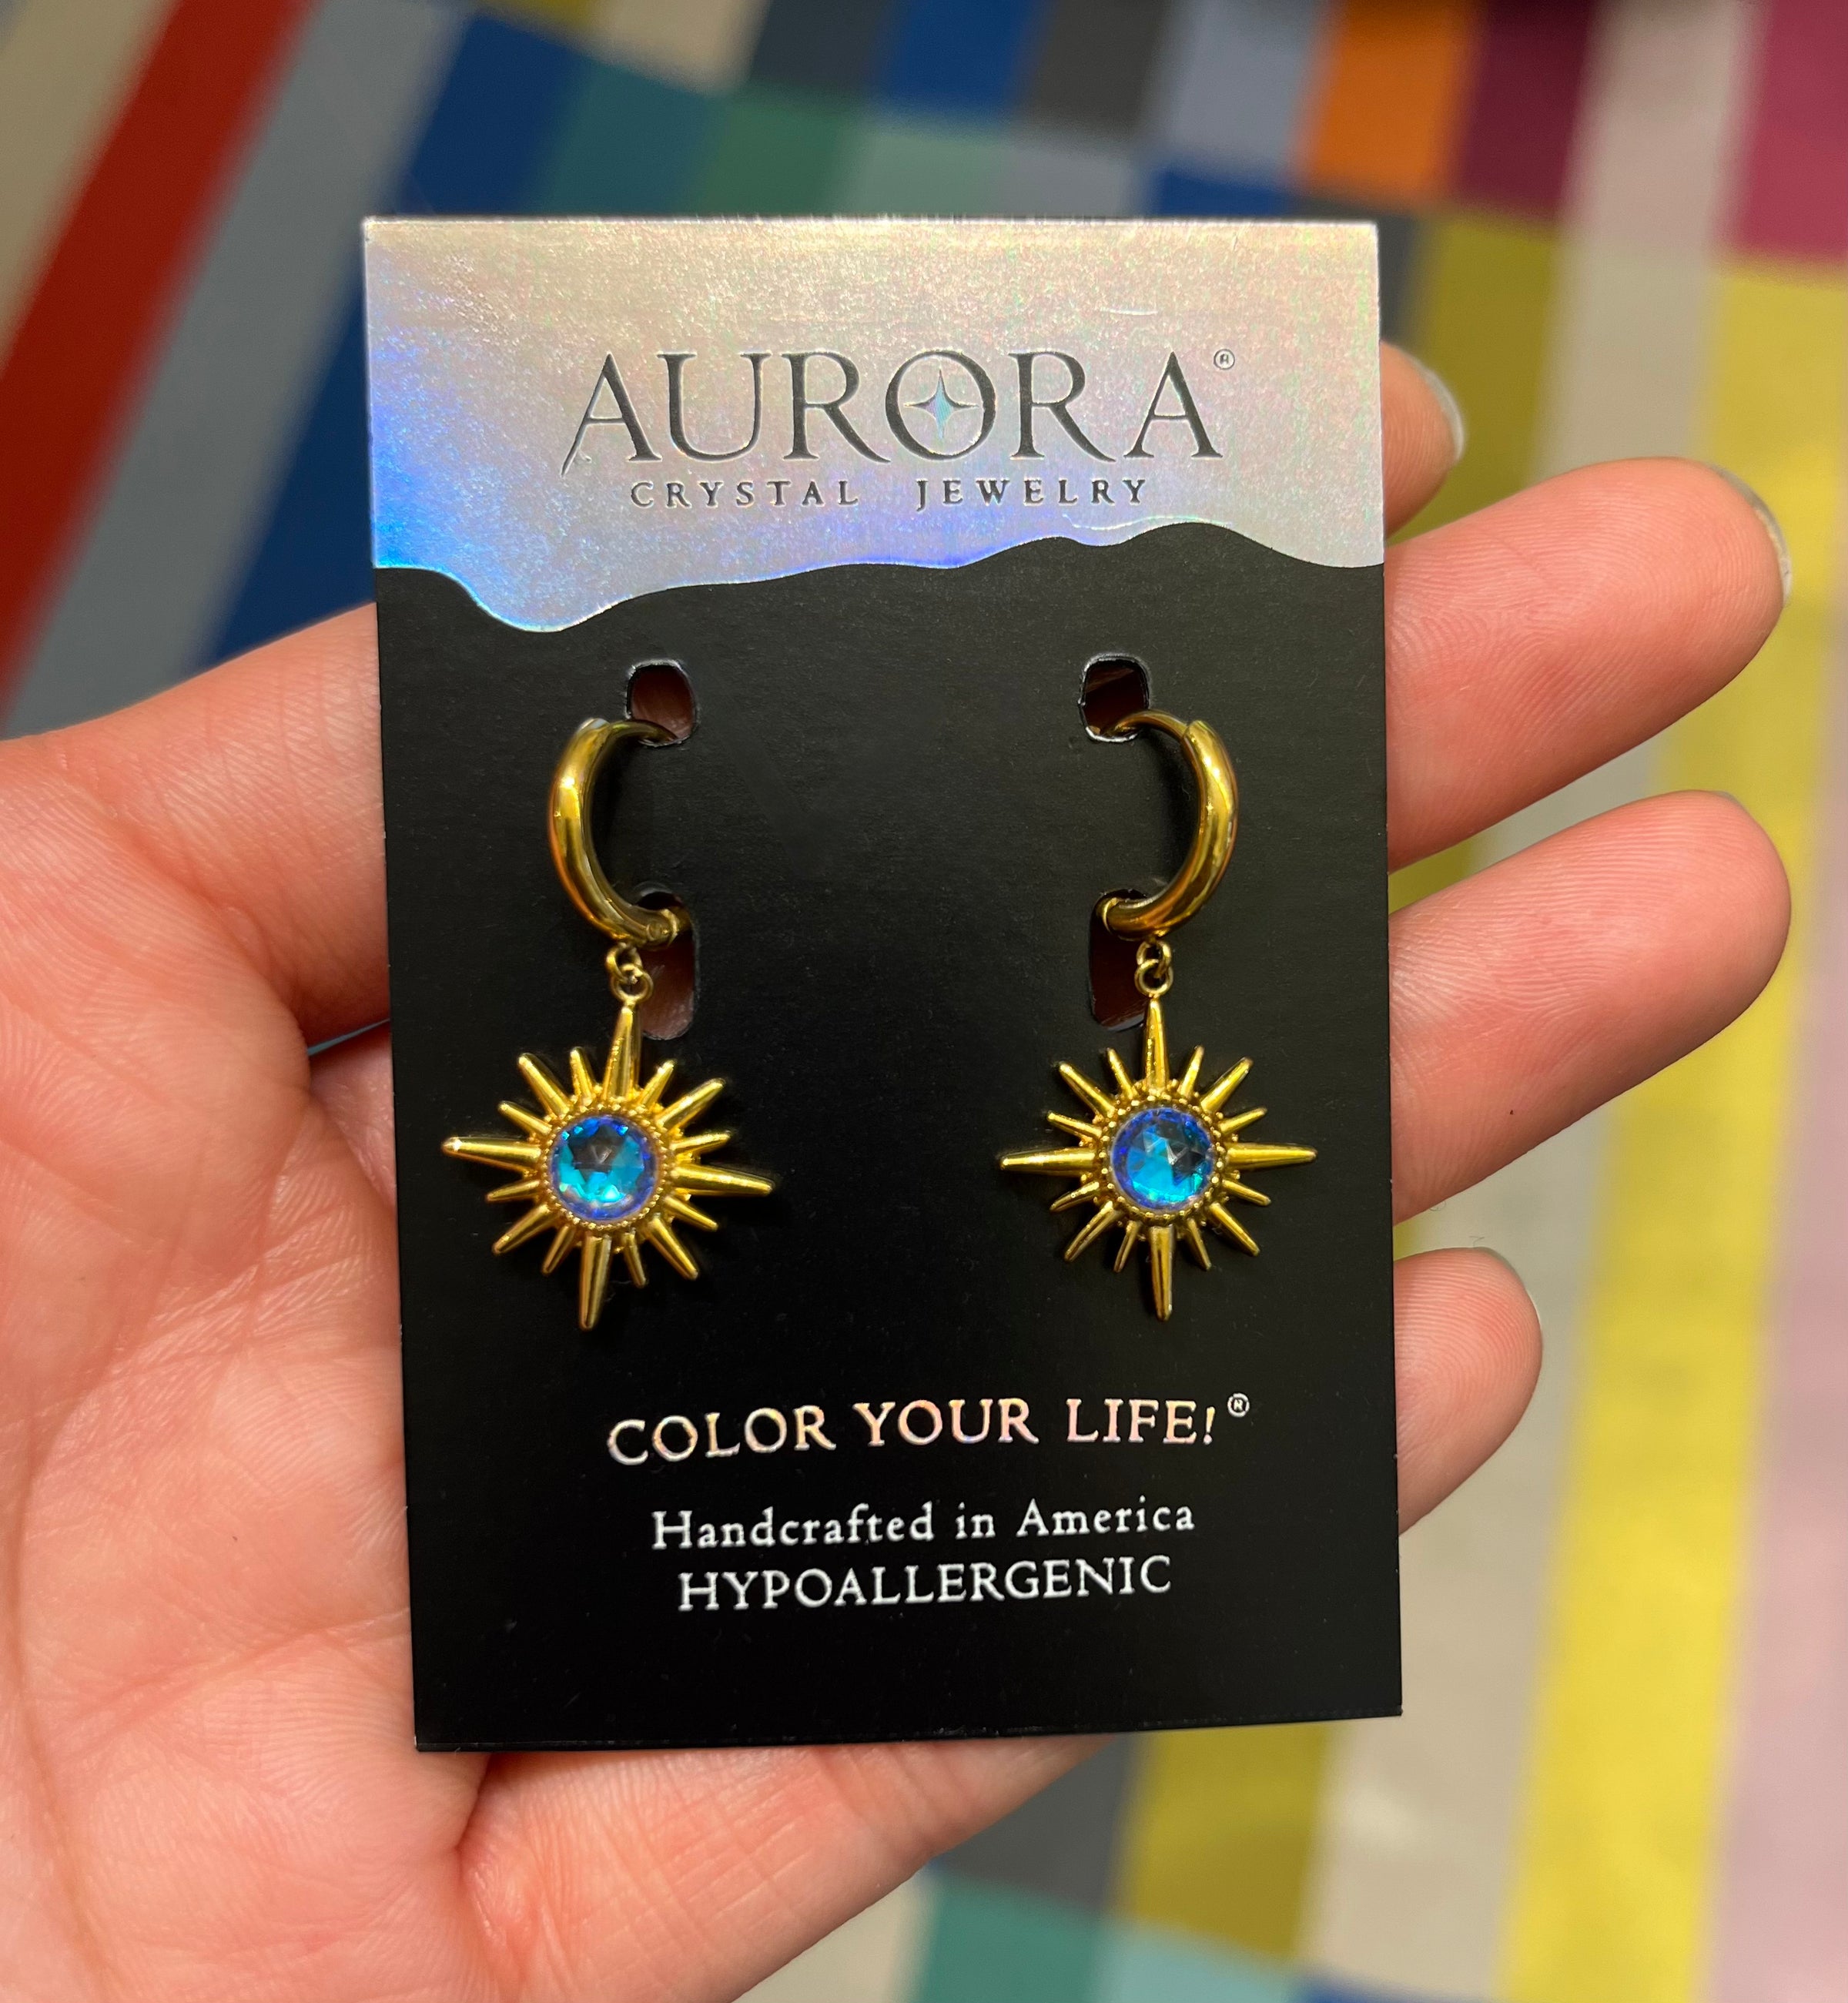 AURORA®
CRYSTAL JEWELRY
COLOR YOUR LIFE!®
Handcrafted in America
HYPOALLERGENIC